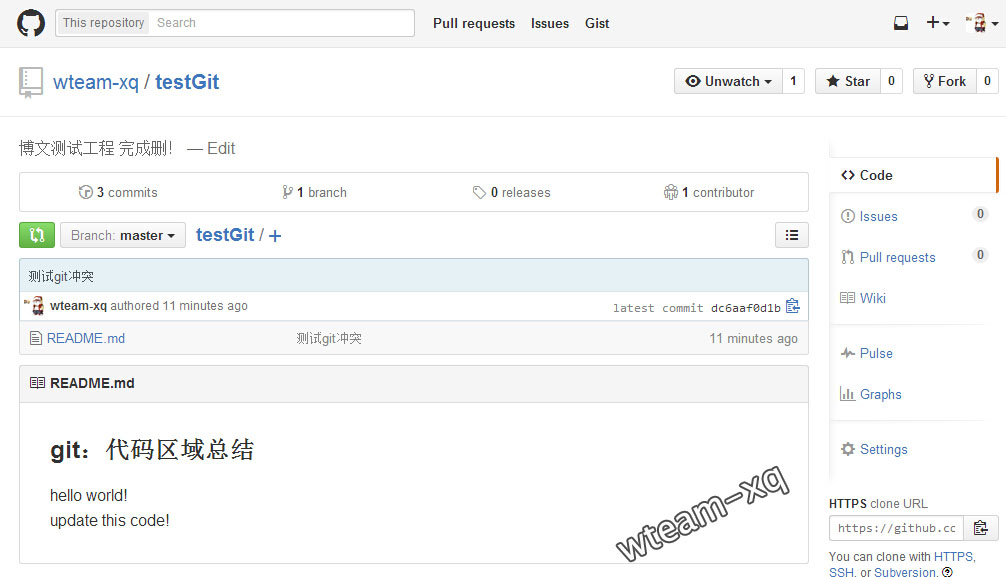 This repository Search Pull requests Issues Gist
wteam-xq / testGit Unwatch 1 Star 0 Fork 0
博文测试工程 完成删！ — Edit
3 commits 1 branch 0 releases 1 contributor
Branch: master testGit / +
测试git冲突
wteam-xq authored 11 minutes ago latest commit dc6aaf0d1b
README.md 测试git冲突 11 minutes ago
README.md
git：代码区域总结
hello world!
update this code!
wteam-xq
Code
Issues 0
Pull requests 0
Wiki
Pulse
Graphs
Settings
HTTPS clone URL
https://github.cc
You can clone with HTTPS,
SSH, or Subversion.